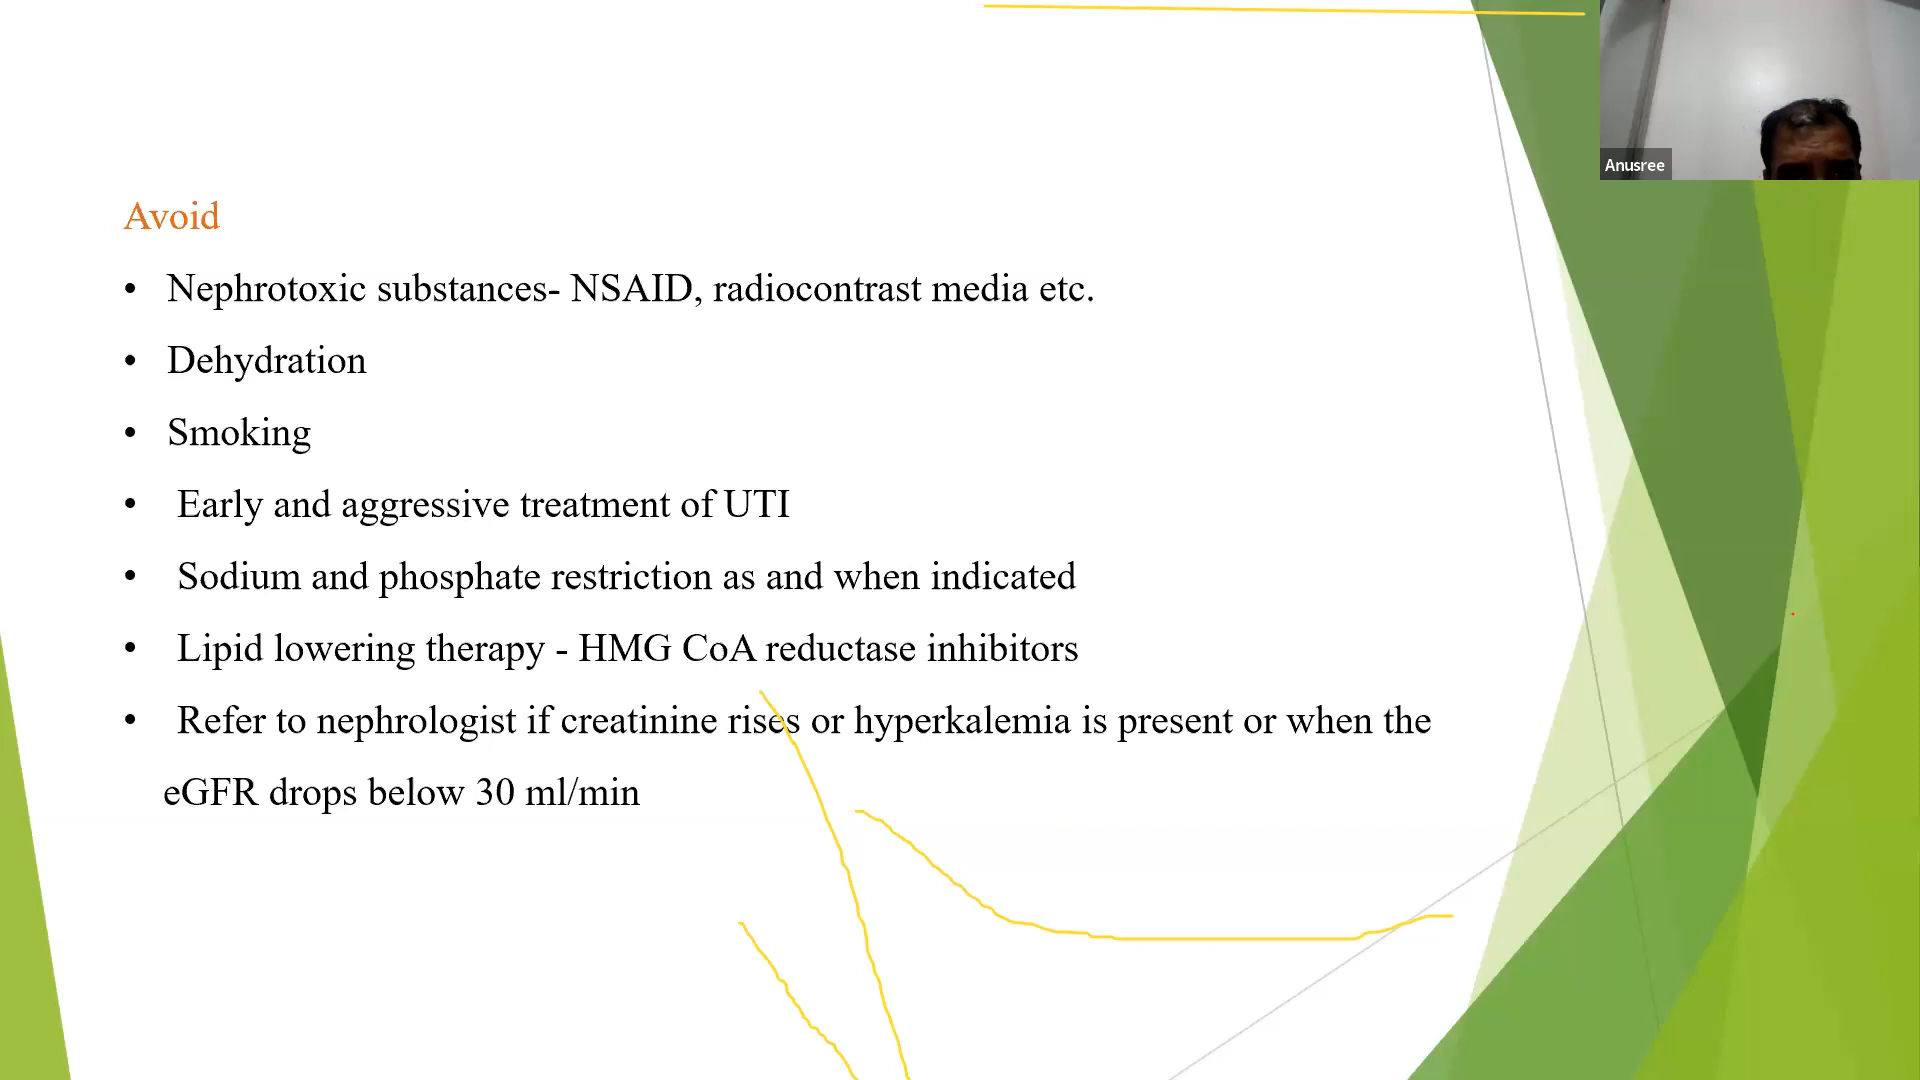 Anusree
Avoid
• Nephrotoxic substances- NSAID, radiocontrast media etc.
• Dehydration
• Smoking
• Early and aggressive treatment of UTI
• Sodium and phosphate restriction as and when indicated
• Lipid lowering therapy - HMG CoA reductase inhibitors
• Refer to nephrologist if creatinine rises or hyperkalemia is present or when the
eGFR drops below 30 ml/min